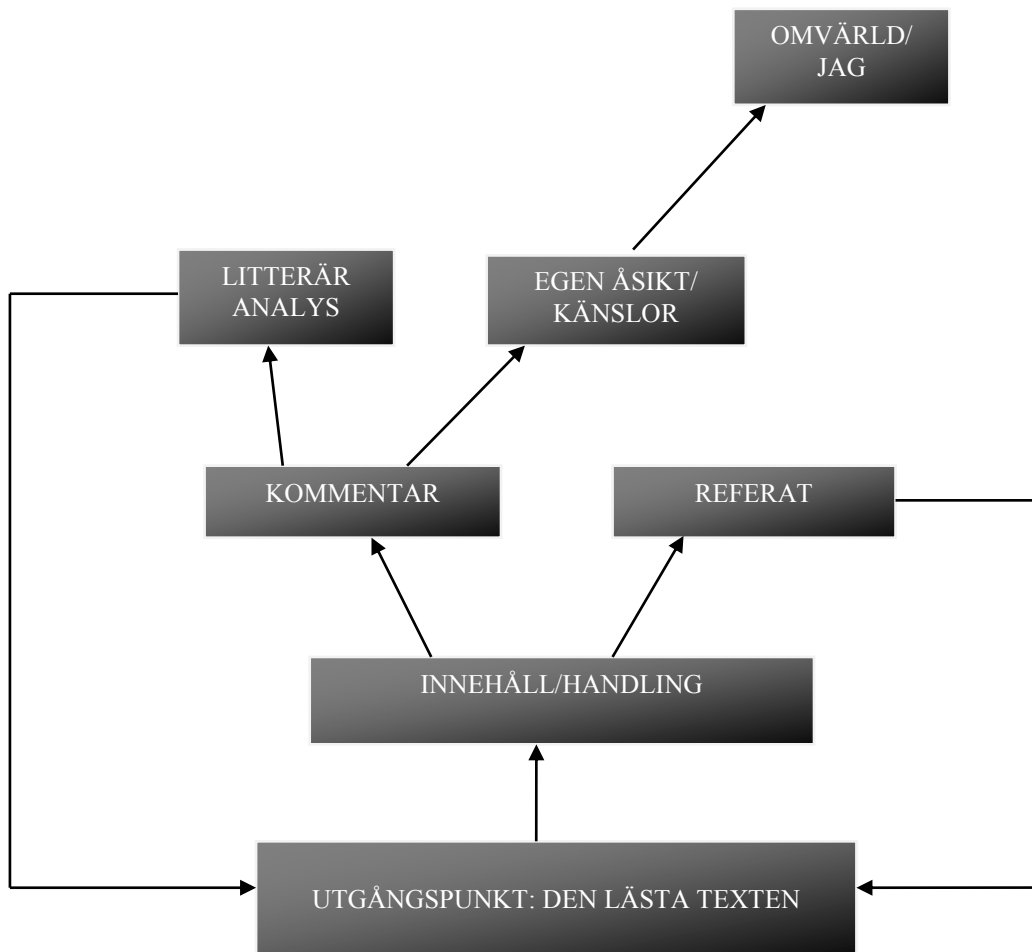 OMVÄRLD/
JAG
LITTERÄR
ANALYS
EGEN ÅSIKT/
KÄNSLOR
KOMMENTAR
REFERAT
INNEHÅLL/HANDLING
UTGÅNGSPUNKT: DEN LÄSTA TEXTEN